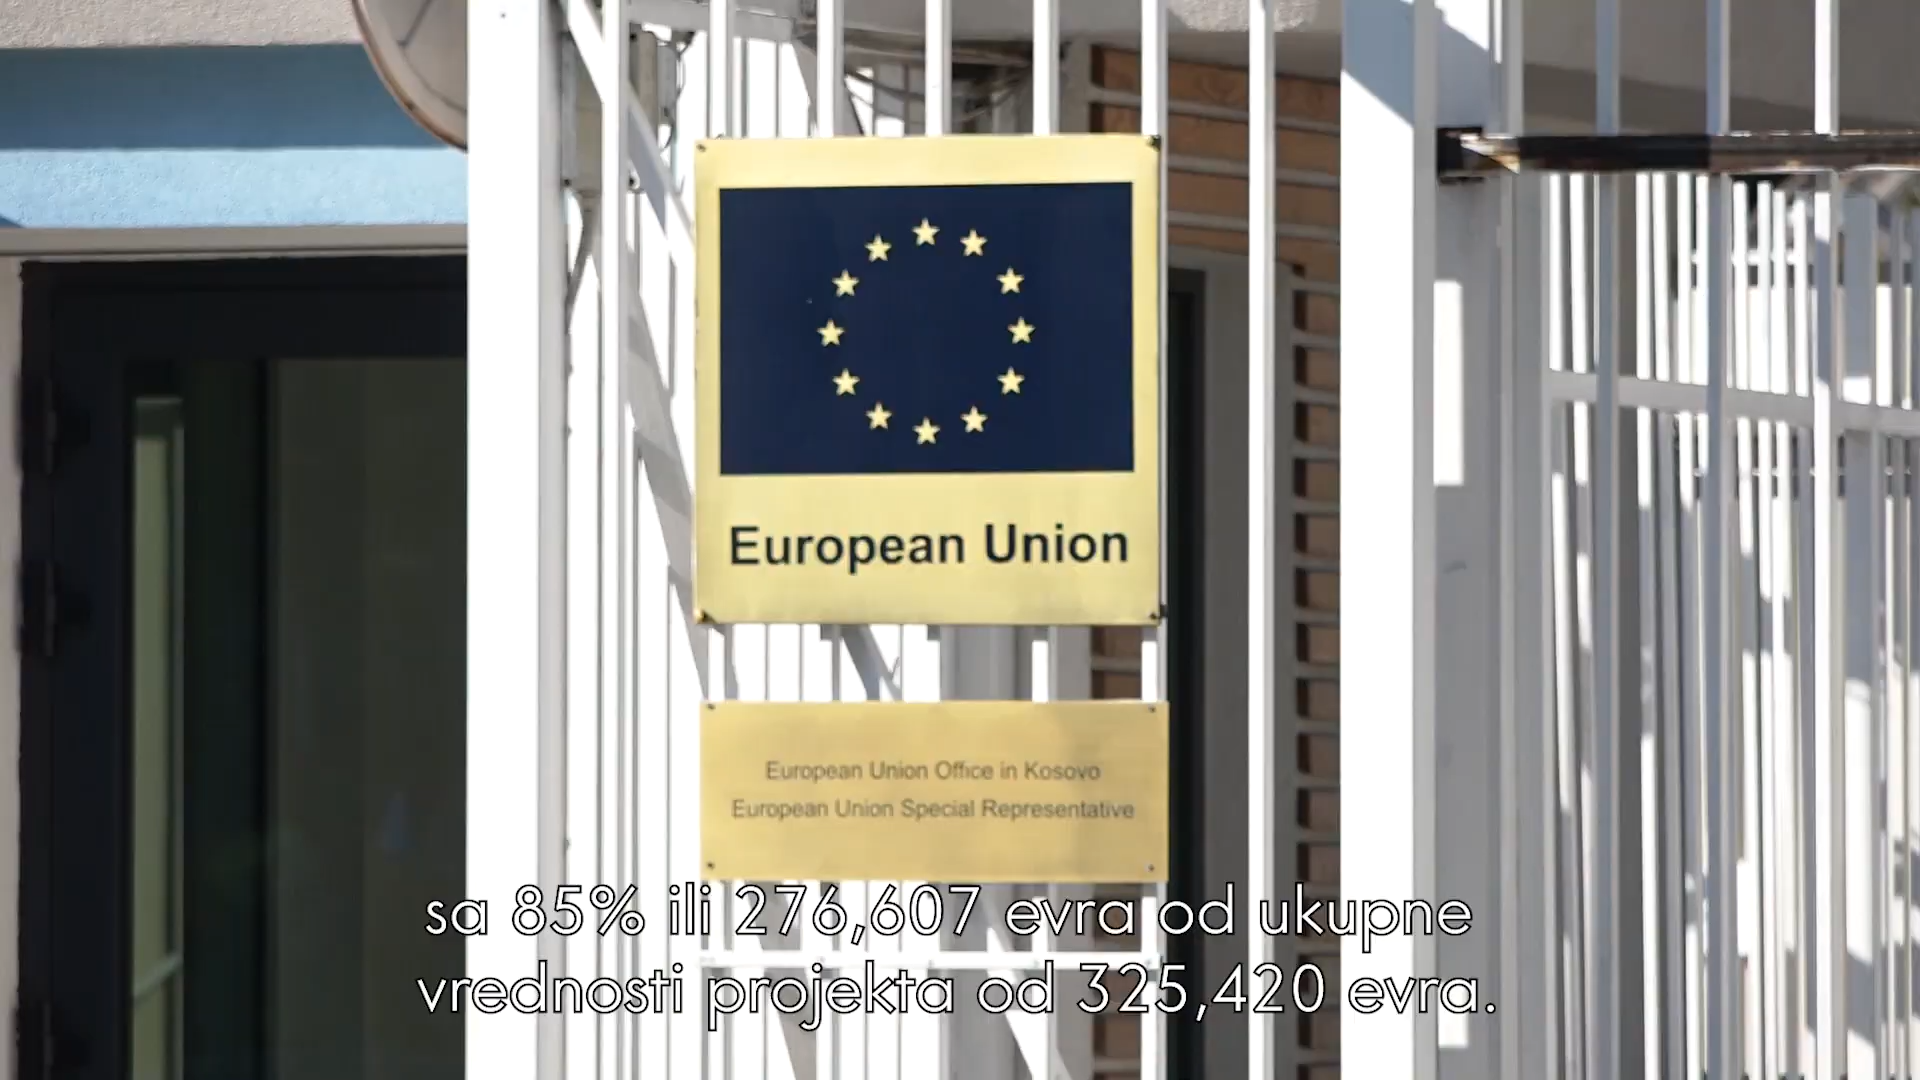 European Union
European Union Office in Kosovo
European Union Special Representative
sa 85% ili 276,607 evra od ukupne
vrednosti projekta od 325,420 evra.